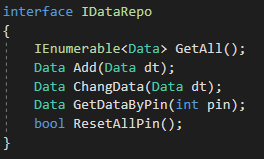 interface IDataRepo
{
IEnumerable<Data> GetAll();
Data Add(Data dt);
Data ChangData(Data dt);
Data GetDataByPin(int pin);
bool ResetAllPin();
}